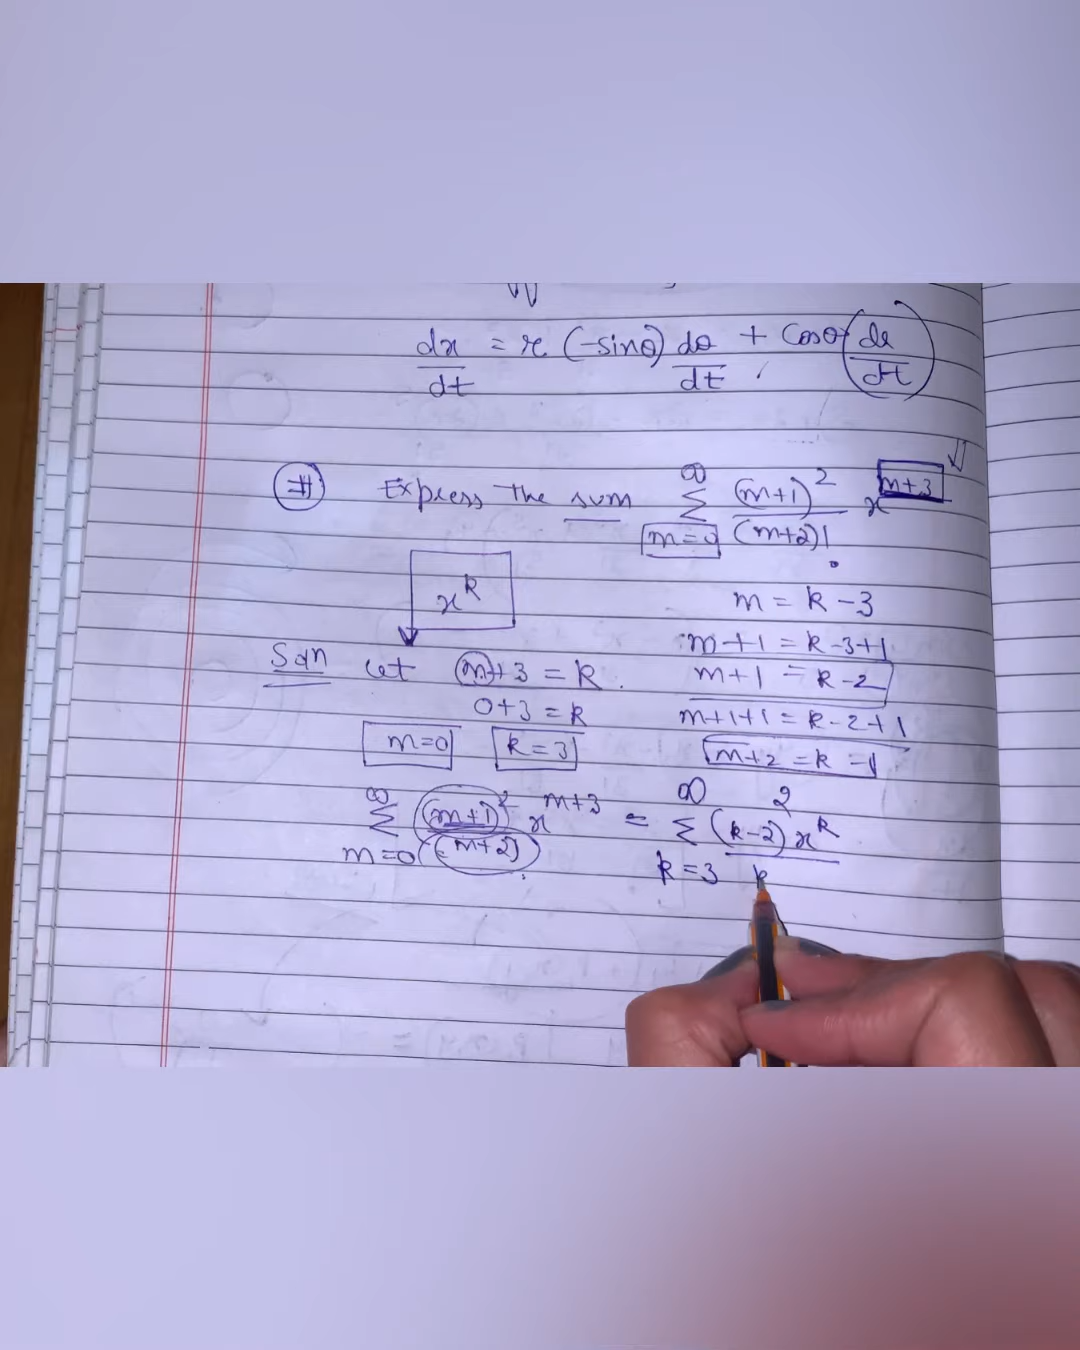 dx/dt = r (-sinθ) dθ/dt + cosθ (dr/dt)
# Express the sum ∞ Σ m=0 (m+1)²/(m+2)! x^m+3
x^k
m = k-3
m+1 = k-3+1
Soln Let m+3 = k.
m+1 = k-2
0+3 = k
m+1+1 = k-2+1
m=0 k=3
m+2 = k-1
∞ Σ m=0 (m+1)²/(m+2)! x^m+3 = ∞ Σ k=3 (k-2)² x^k / k